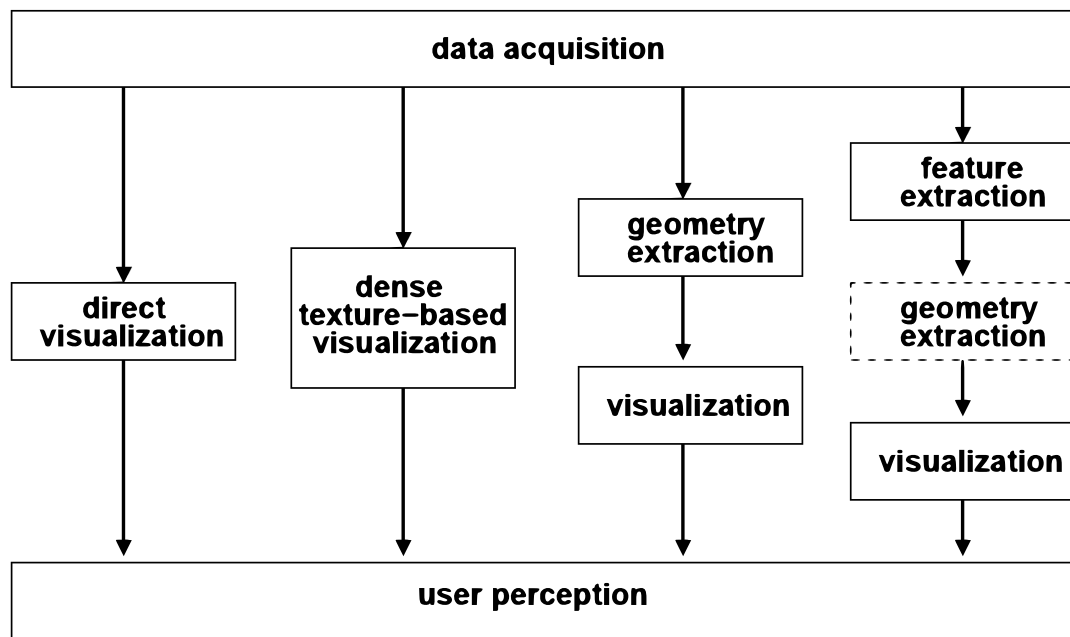 data acquisition
direct
visualization
dense
texture–based
visualization
geometry
extraction
visualization
feature
extraction
geometry
extraction
visualization
user perception